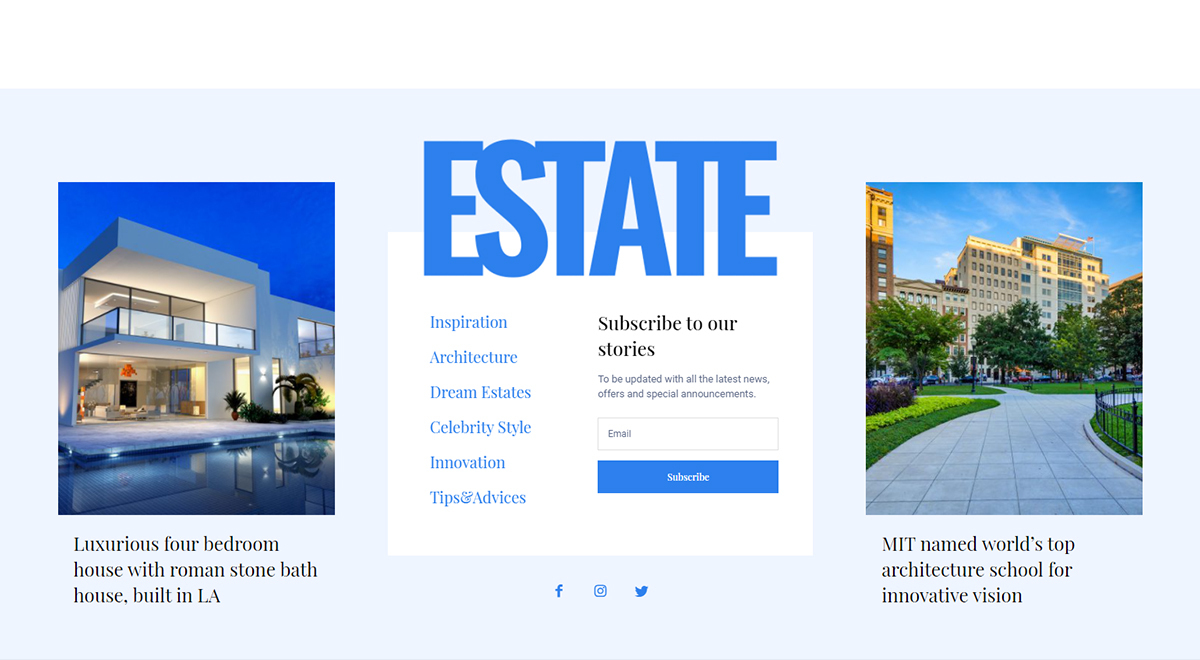 ESTATE
Luxurious four bedroom
house with roman stone bath
house, built in LA
Inspiration
Architecture
Dream Estates
Celebrity Style
Innovation
Tips&Advices
Subscribe to our
stories
To be updated with all the latest news,
offers and special announcements.
Email
Subscribe
MIT named world’s top
architecture school for
innovative vision